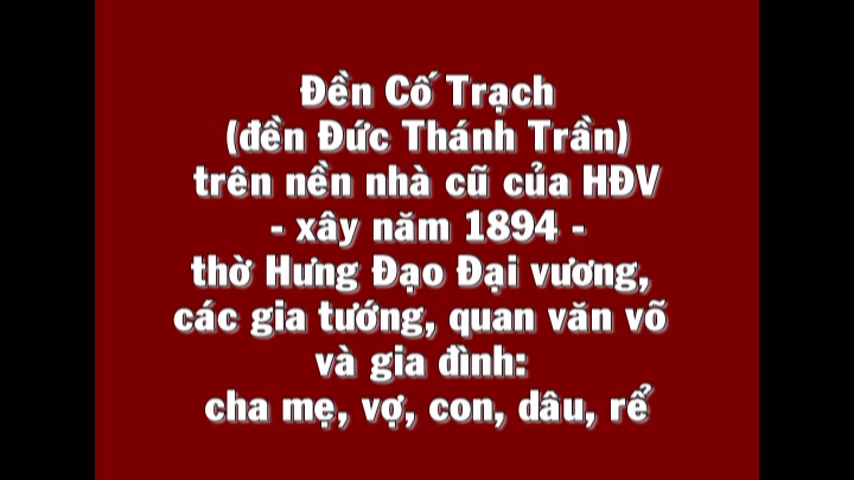 Đền Cố Trạch
(đền Đức Thánh Trần)
trên nền nhà cũ của HĐV
- xây năm 1894 -
thờ Hưng Đạo Đại vương,
các gia tướng, quan văn võ
và gia đình:
cha mẹ, vợ, con, dâu, rể